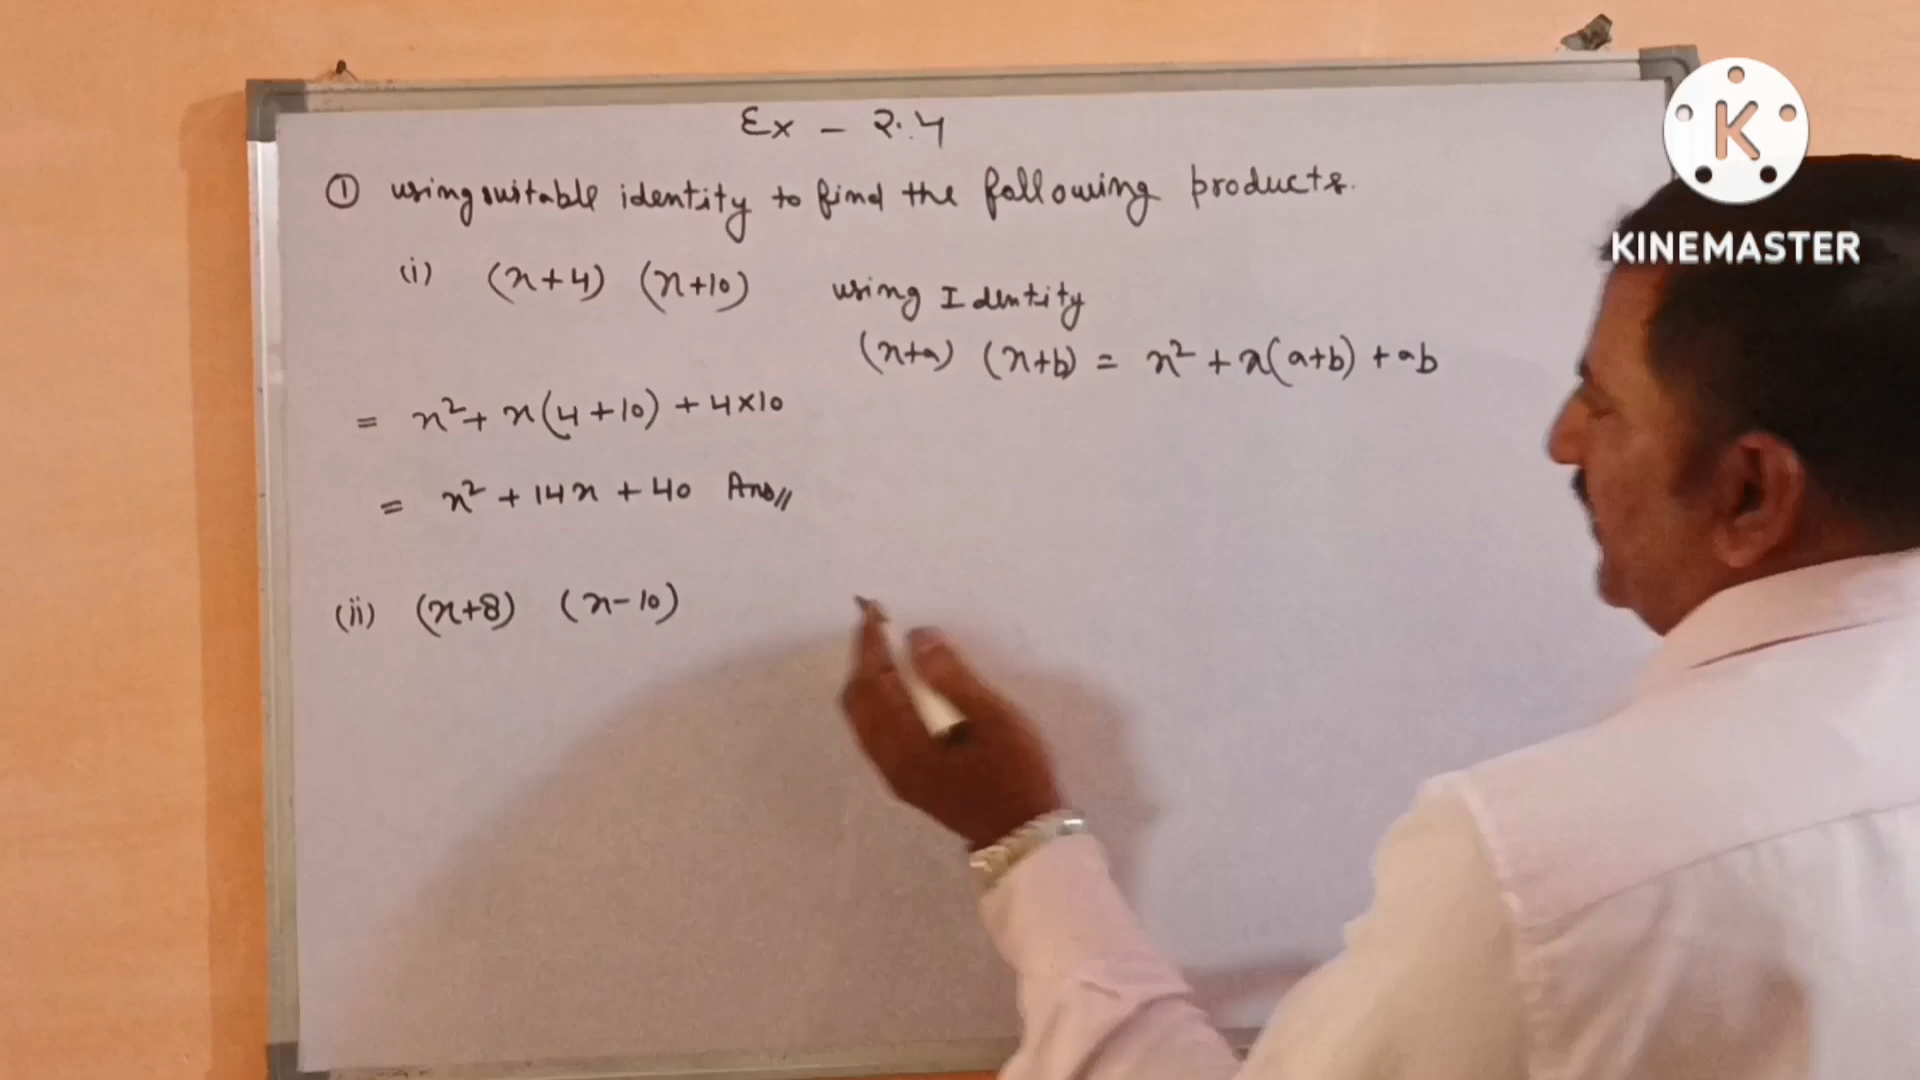 Ex - 2.4
① using suitable identity to find the following products.
(i) (x+4) (x+10) using Identity
(x+a) (x+b) = x² + x(a+b) + ab
= x² + x(4+10) + 4×10
= x² + 14x + 40 Ans//
(ii) (x+8) (x-10)
K
KINEMASTER